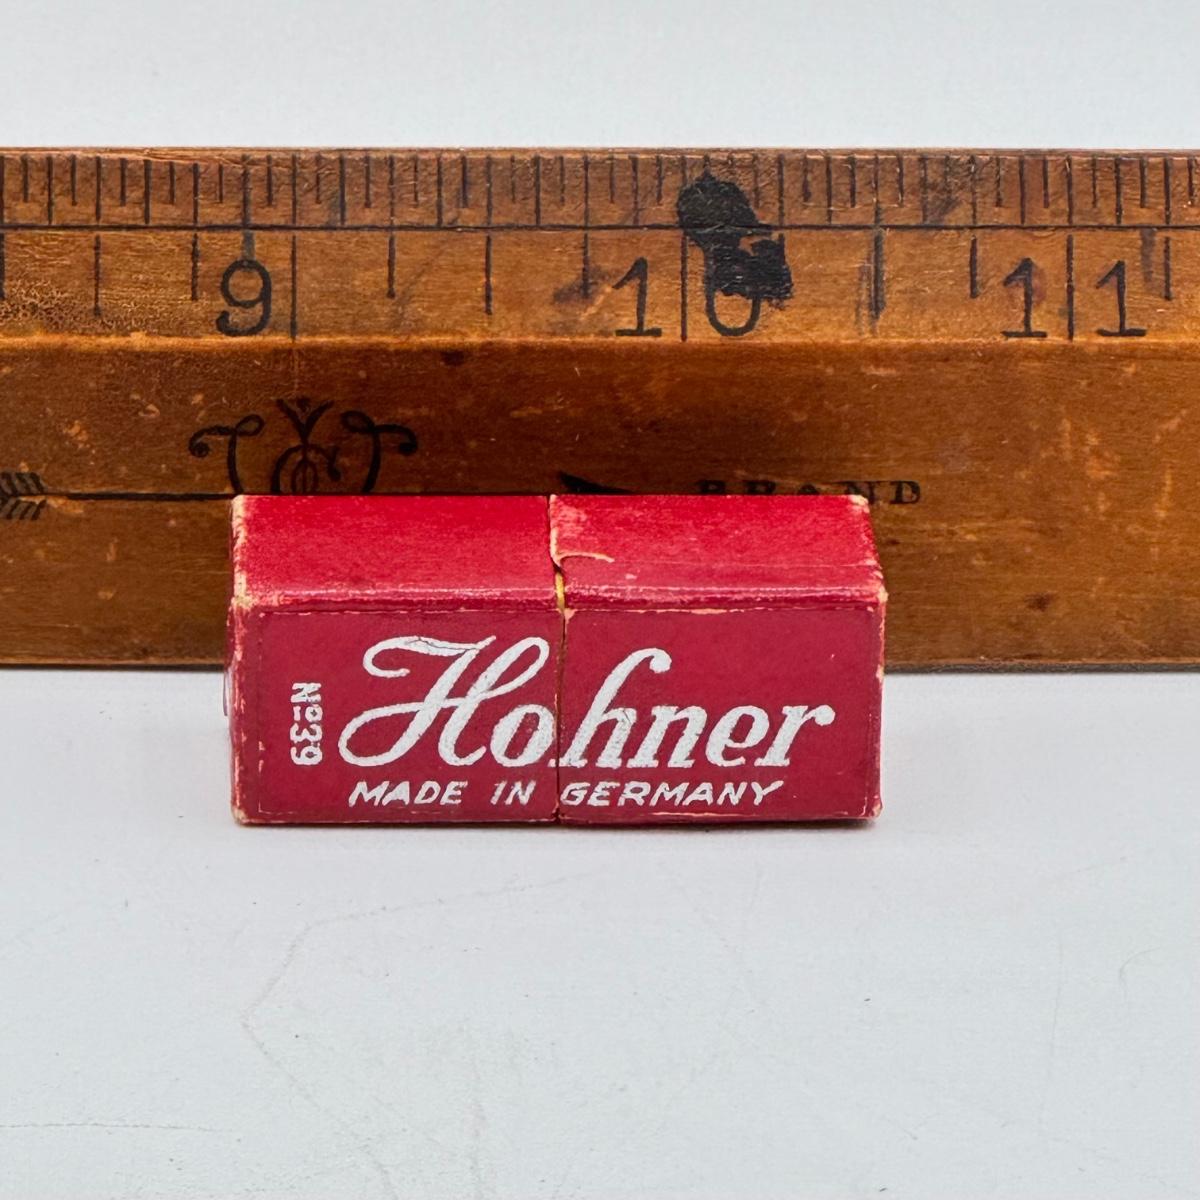 9 10 11
BRAND
Hohner
No39
MADE IN GERMANY